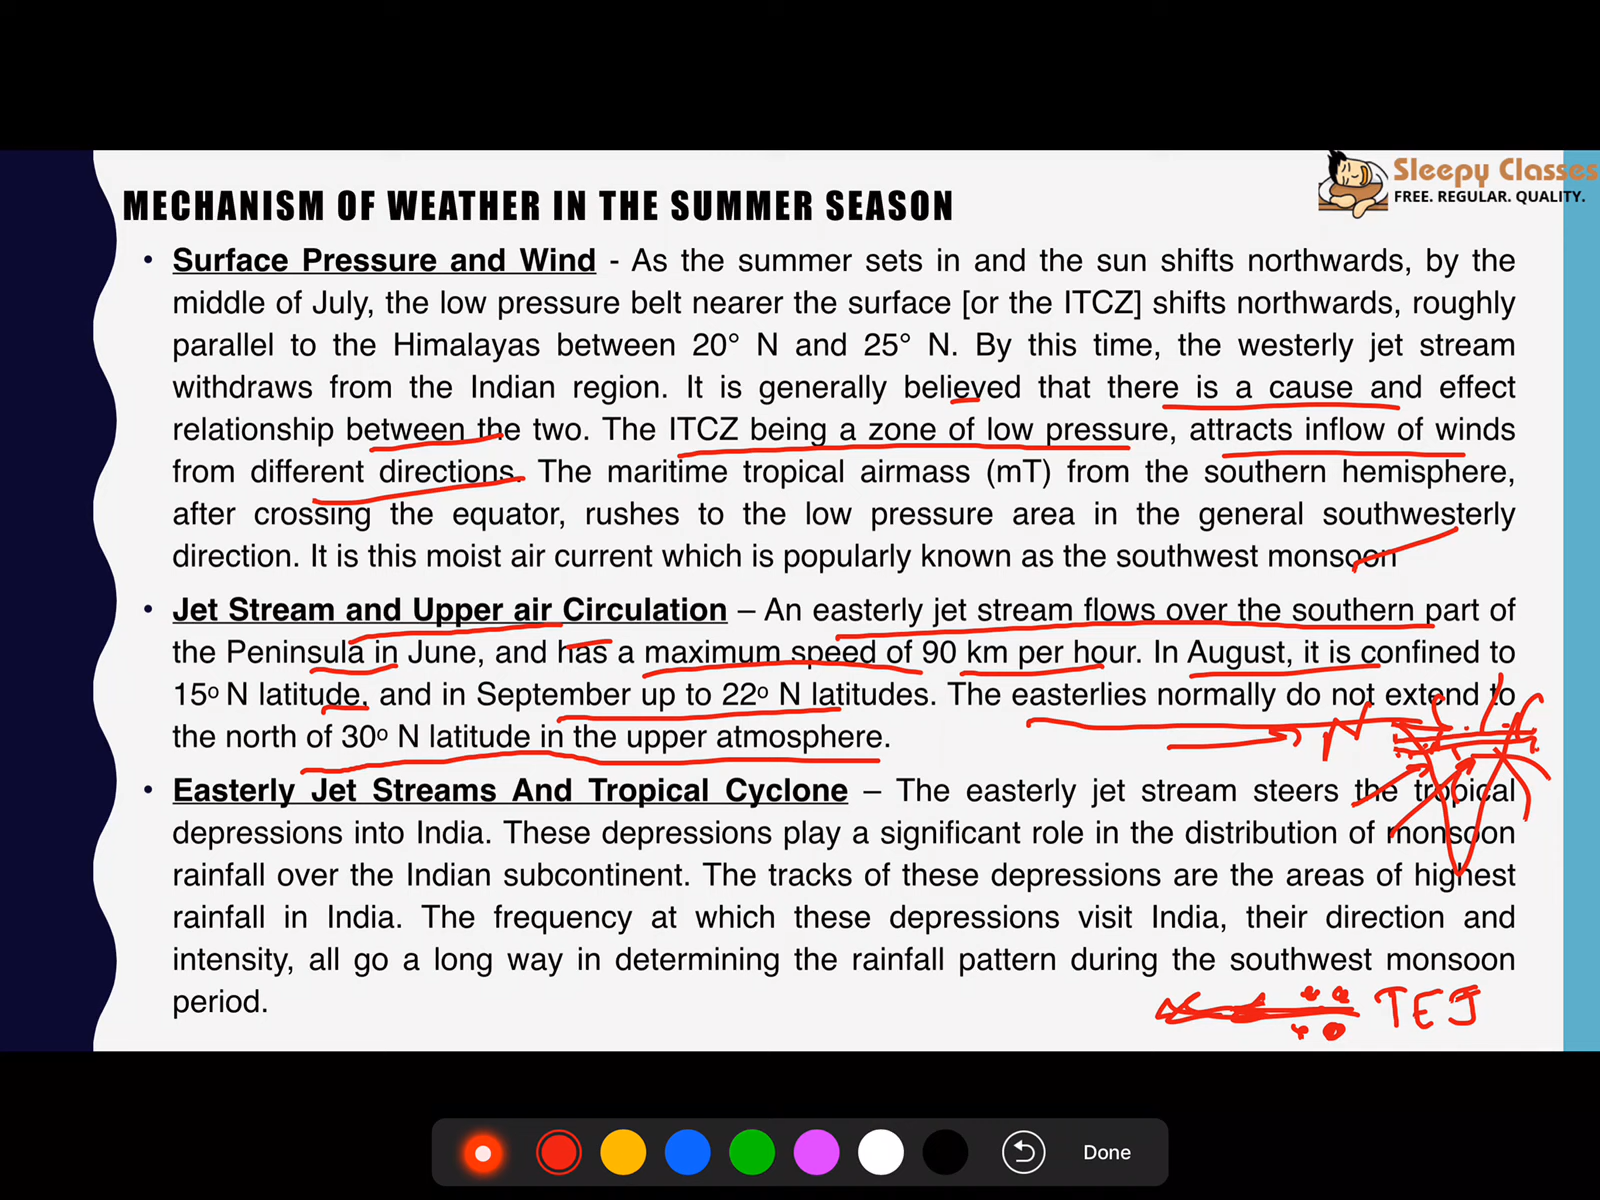 Sleepy Classes
FREE. REGULAR. QUALITY.
MECHANISM OF WEATHER IN THE SUMMER SEASON
• Surface Pressure and Wind - As the summer sets in and the sun shifts northwards, by the
middle of July, the low pressure belt nearer the surface [or the ITCZ] shifts northwards, roughly
parallel to the Himalayas between 20° N and 25° N. By this time, the westerly jet stream
withdraws from the Indian region. It is generally believed that there is a cause and effect
relationship between the two. The ITCZ being a zone of low pressure, attracts inflow of winds
from different directions. The maritime tropical airmass (mT) from the southern hemisphere,
after crossing the equator, rushes to the low pressure area in the general southwesterly
direction. It is this moist air current which is popularly known as the southwest monsoon
• Jet Stream and Upper air Circulation – An easterly jet stream flows over the southern part of
the Peninsula in June, and has a maximum speed of 90 km per hour. In August, it is confined to
15o N latitude, and in September up to 22o N latitudes. The easterlies normally do not extend to
the north of 30o N latitude in the upper atmosphere.
N
• Easterly Jet Streams And Tropical Cyclone – The easterly jet stream steers the tropical
depressions into India. These depressions play a significant role in the distribution of monsoon
rainfall over the Indian subcontinent. The tracks of these depressions are the areas of highest
rainfall in India. The frequency at which these depressions visit India, their direction and
intensity, all go a long way in determining the rainfall pattern during the southwest monsoon
period.
TEJ
Done